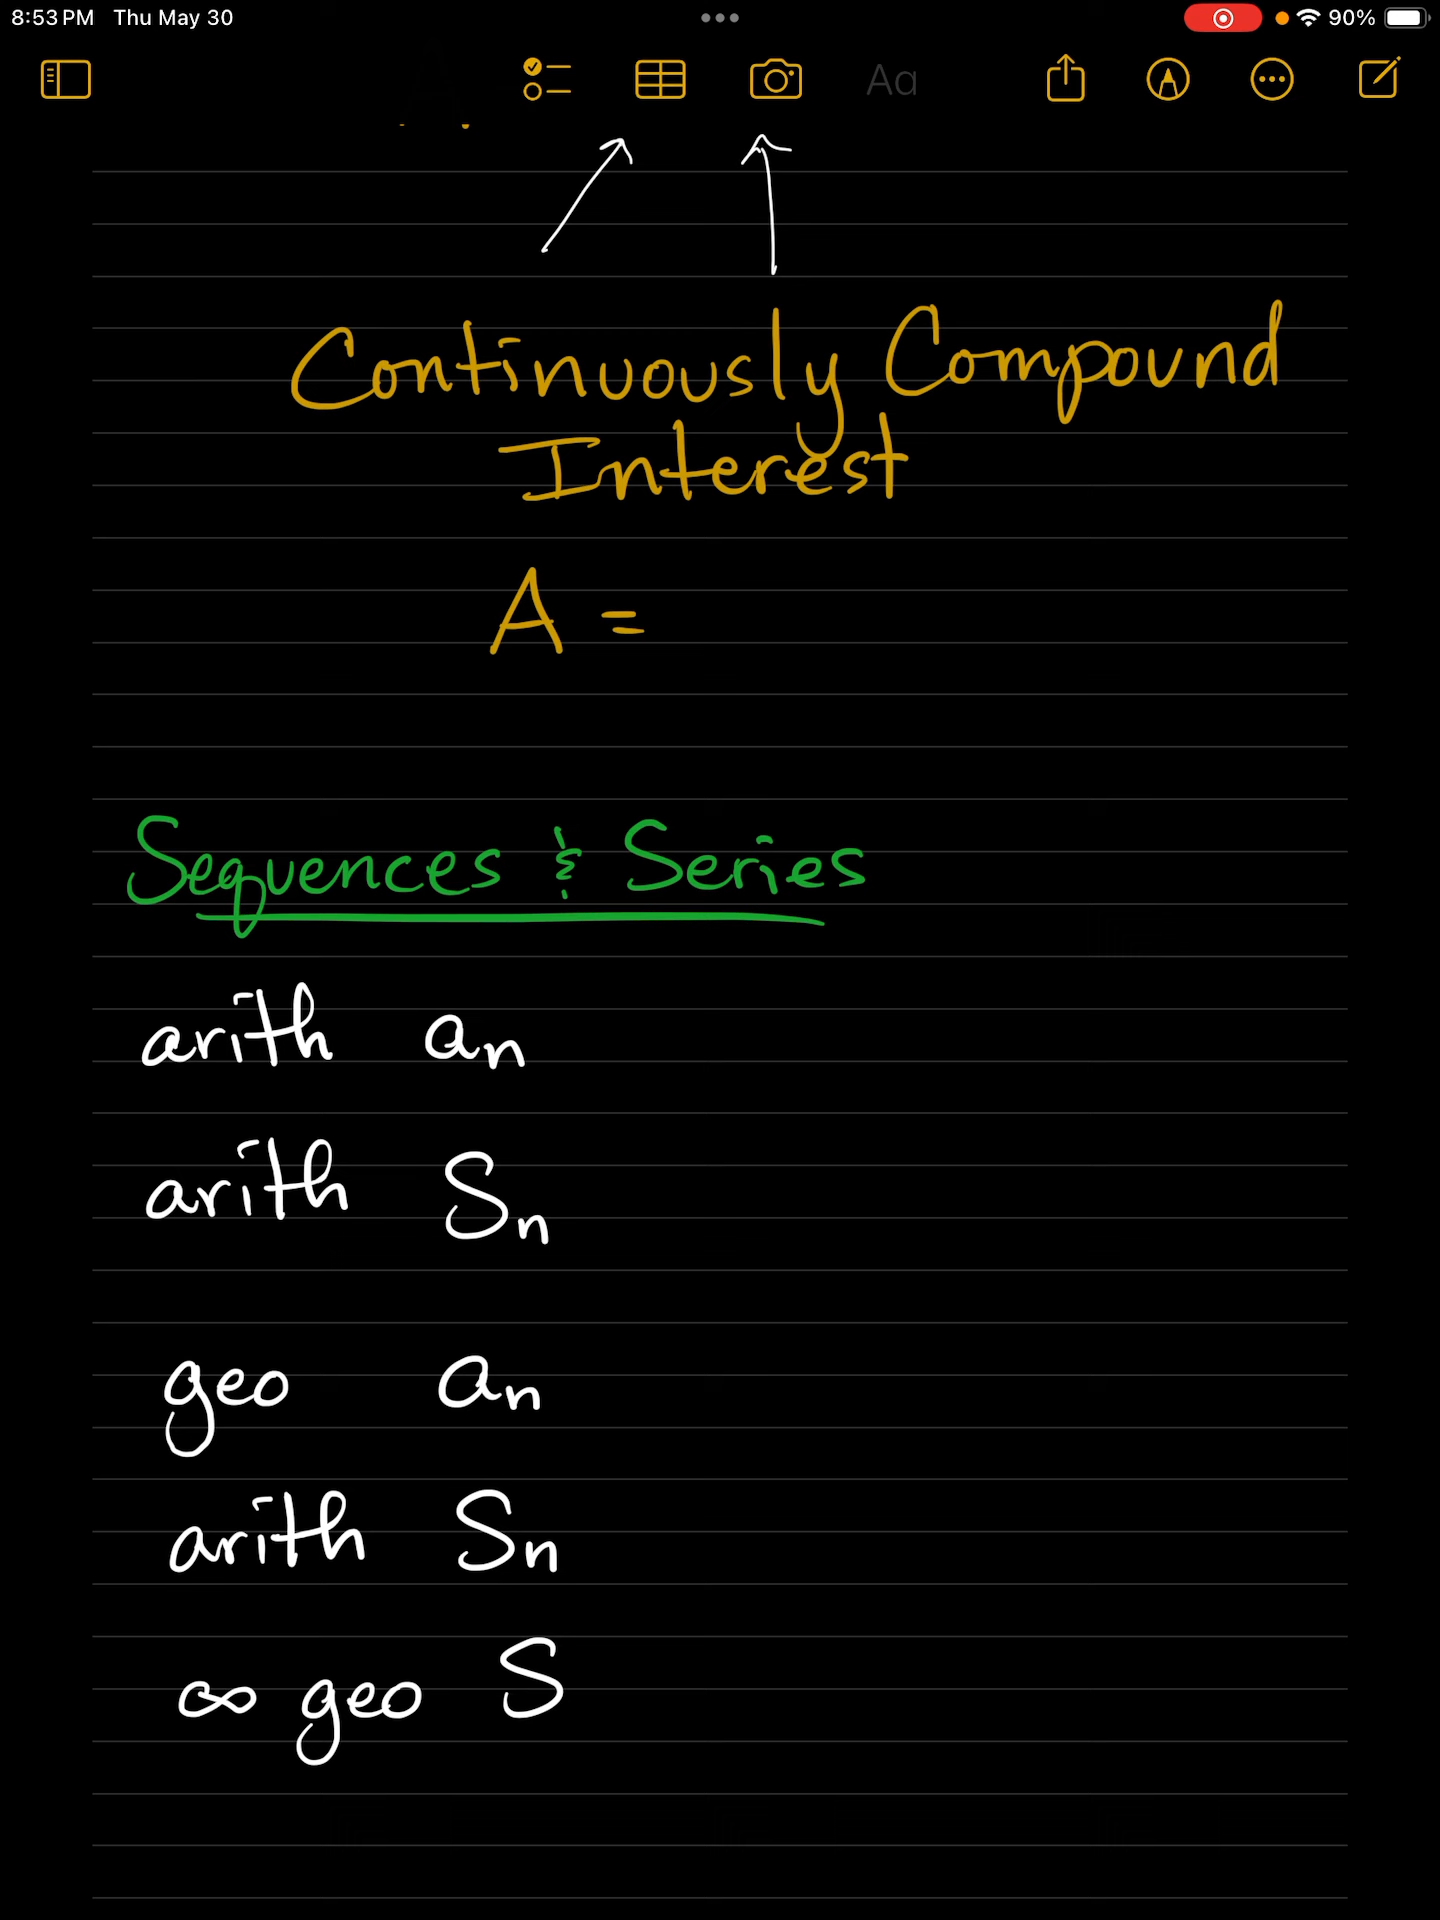 8:53 PM Thu May 30 90%
Aa
Continuously Compound
Interest
A =
Sequences & Series
arith an
arith Sn
geo an
arith Sn
∞ geo S